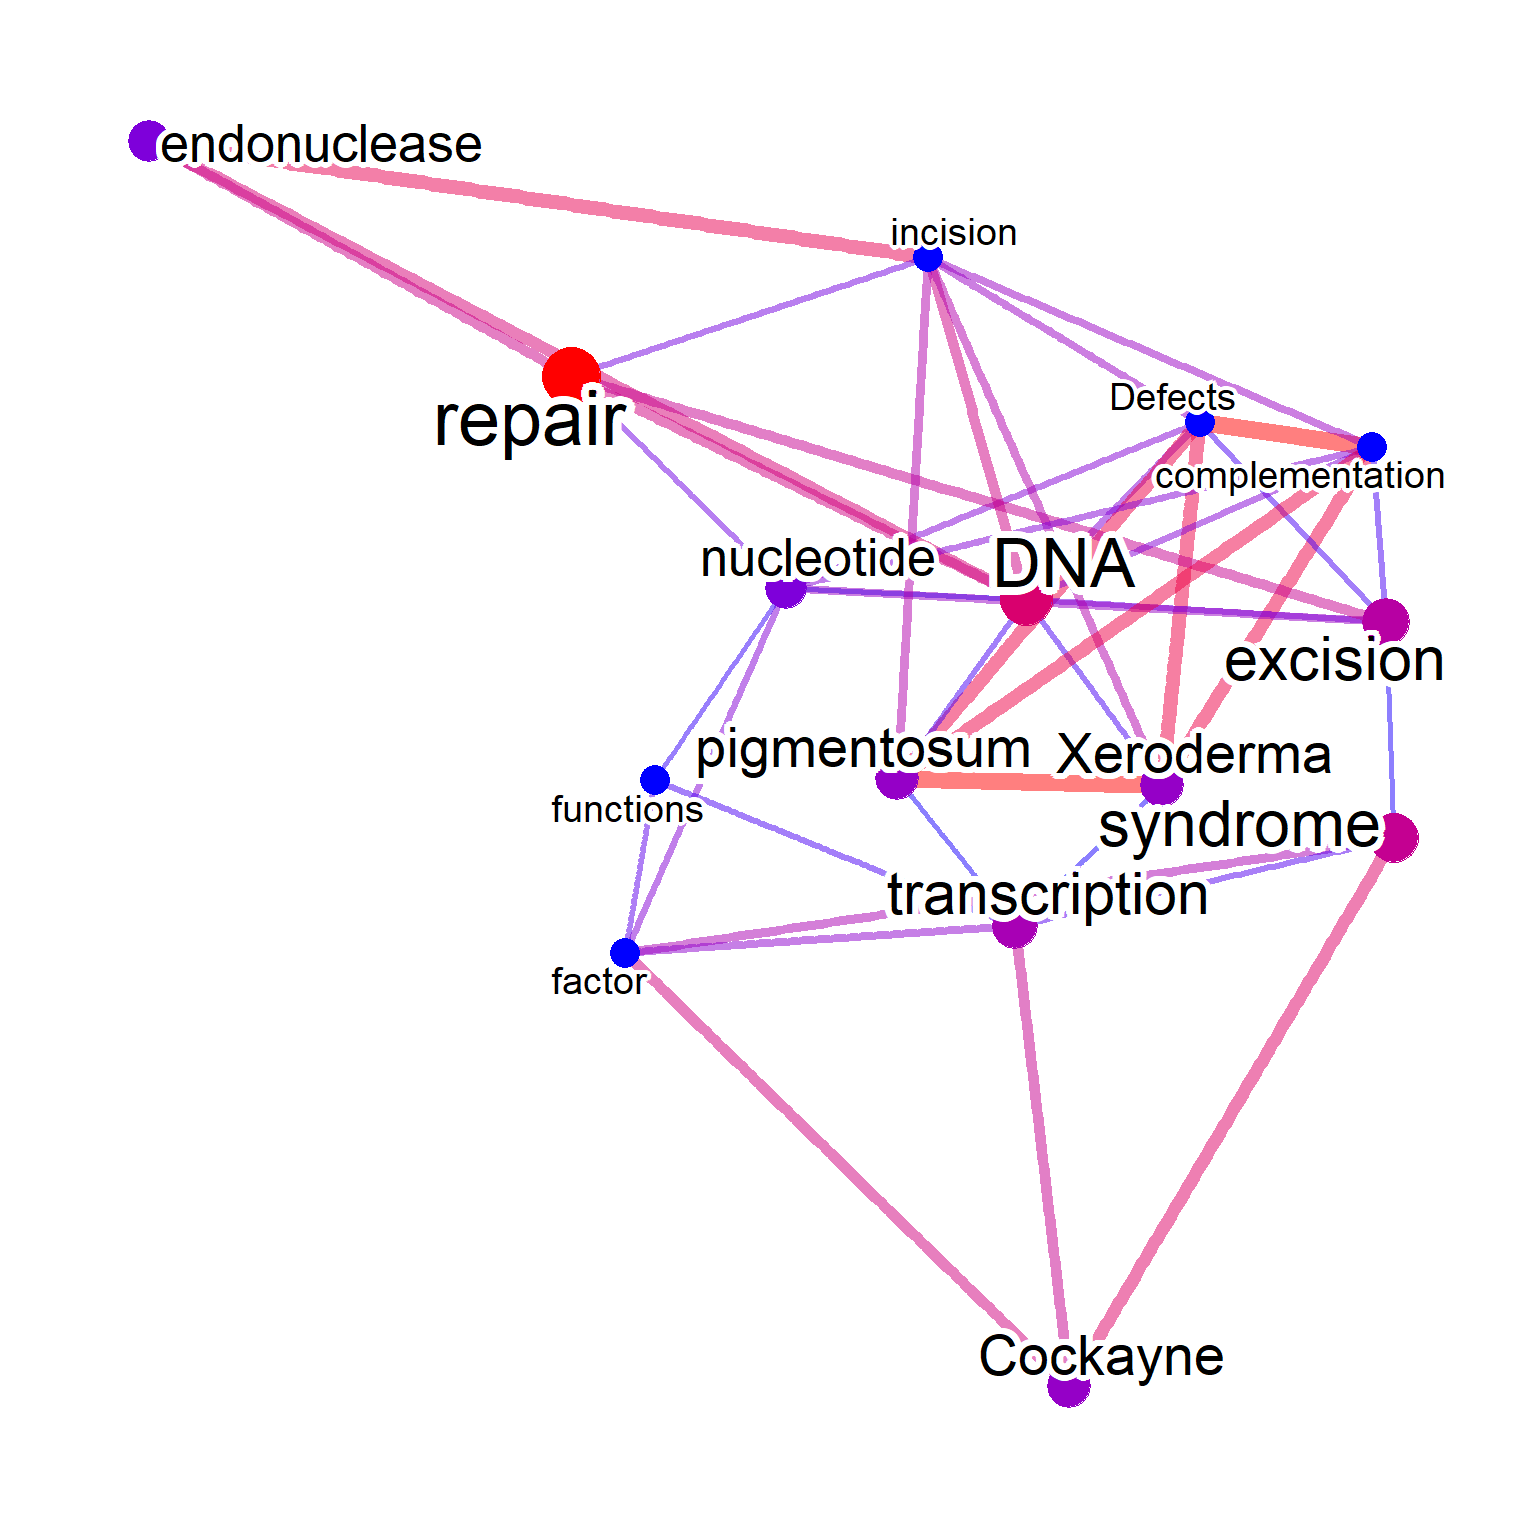 endonuclease
incision
repair
Defects
complementation
nucleotide
DNA
excision
pigmentosum
Xeroderma
functions
syndrome
transcription
factor
Cockayne